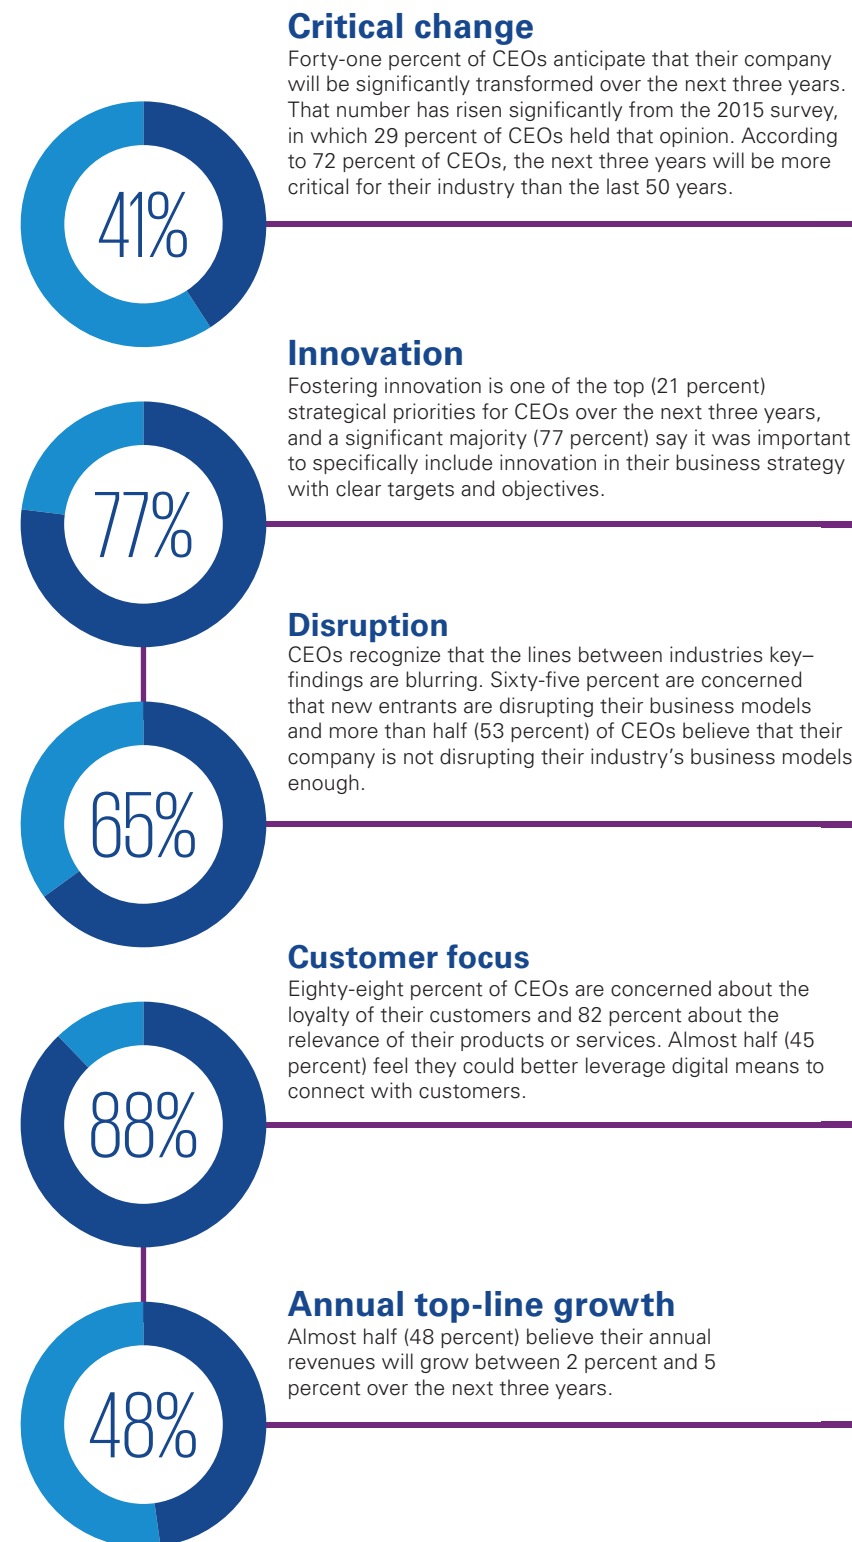 Critical change
Forty-one percent of CEOs anticipate that their company
will be significantly transformed over the next three years.
That number has risen significantly from the 2015 survey,
in which 29 percent of CEOs held that opinion. According
to 72 percent of CEOs, the next three years will be more
critical for their industry than the last 50 years.
41%
Innovation
Fostering innovation is one of the top (21 percent)
strategical priorities for CEOs over the next three years,
and a significant majority (77 percent) say it was important
to specifically include innovation in their business strategy
with clear targets and objectives.
77%
Disruption
CEOs recognize that the lines between industries key–
findings are blurring. Sixty-five percent are concerned
that new entrants are disrupting their business models
and more than half (53 percent) of CEOs believe that their
company is not disrupting their industry’s business models
enough.
65%
Customer focus
Eighty-eight percent of CEOs are concerned about the
loyalty of their customers and 82 percent about the
relevance of their products or services. Almost half (45
percent) feel they could better leverage digital means to
connect with customers.
88%
Annual top-line growth
Almost half (48 percent) believe their annual
revenues will grow between 2 percent and 5
percent over the next three years.
48%